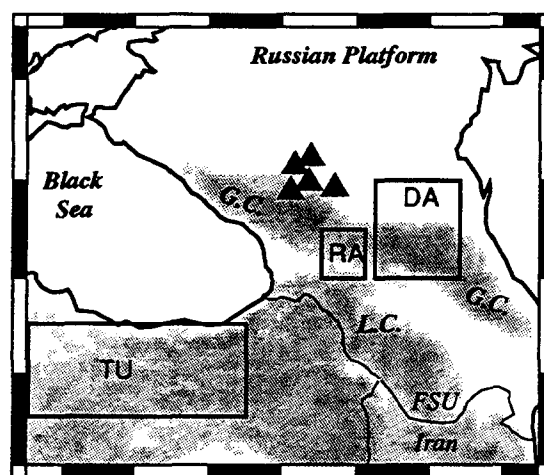 Russian Platform
Black
Sea
G.C.
DA
RA
G.C.
L.C.
TU
FSU
Iran